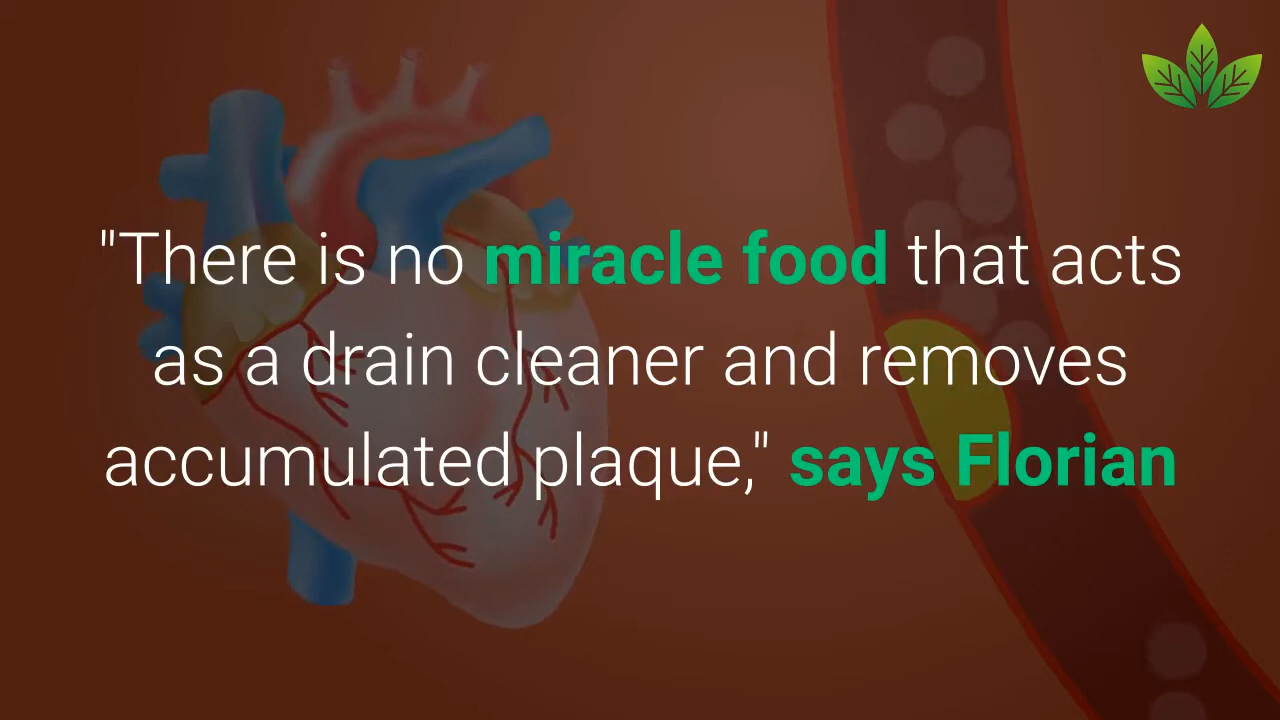 "There is no miracle food that acts
as a drain cleaner and removes
accumulated plaque," says Florian